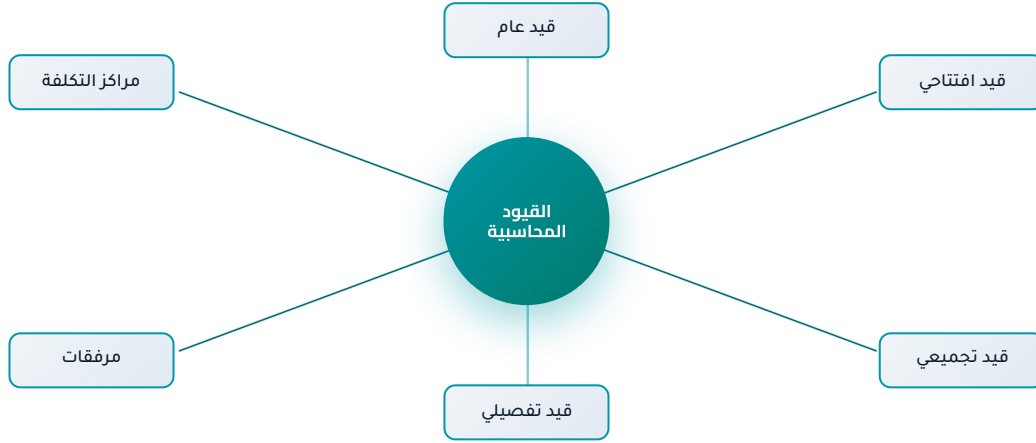 قيد عام
قيد افتتاحي
مراكز التكلفة
القيود
المحاسبية
قيد تجميعي
مرفقات
قيد تفصيلي